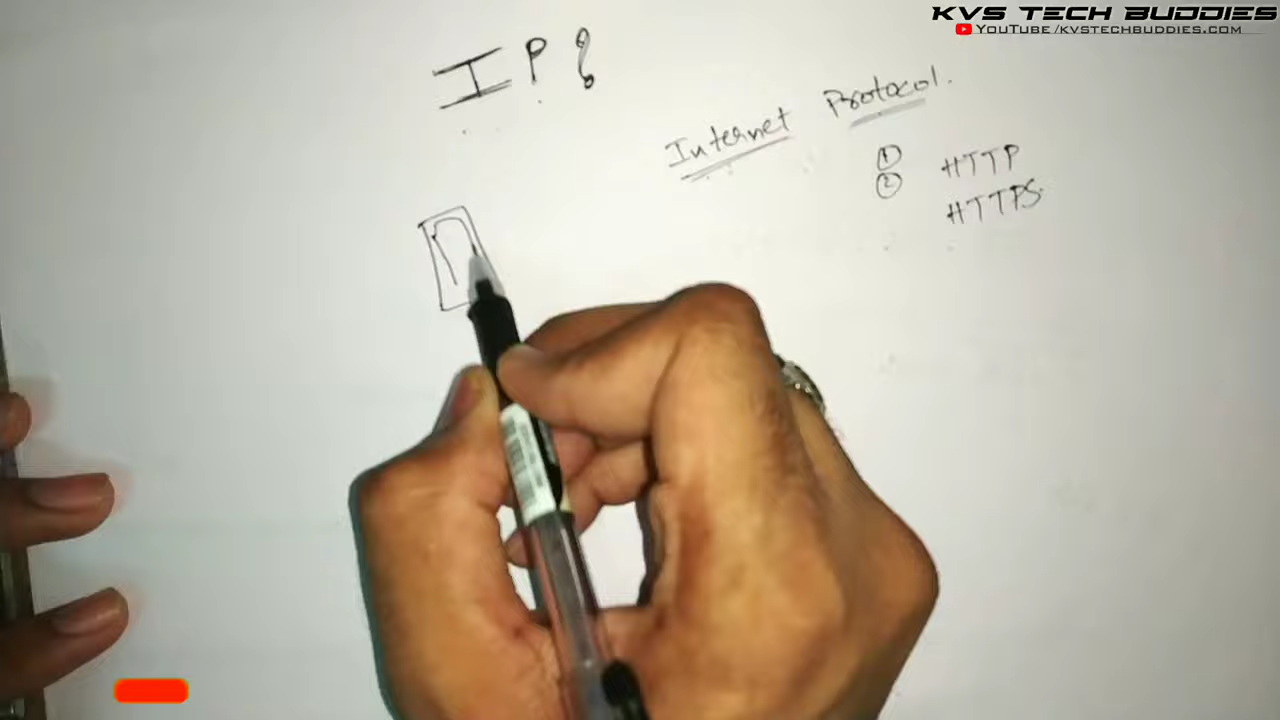 KVS TECH BUDDIES
YouTube/kvstechbuddies.com
IP?
Internet Protocol.
① HTTP
② HTTPS